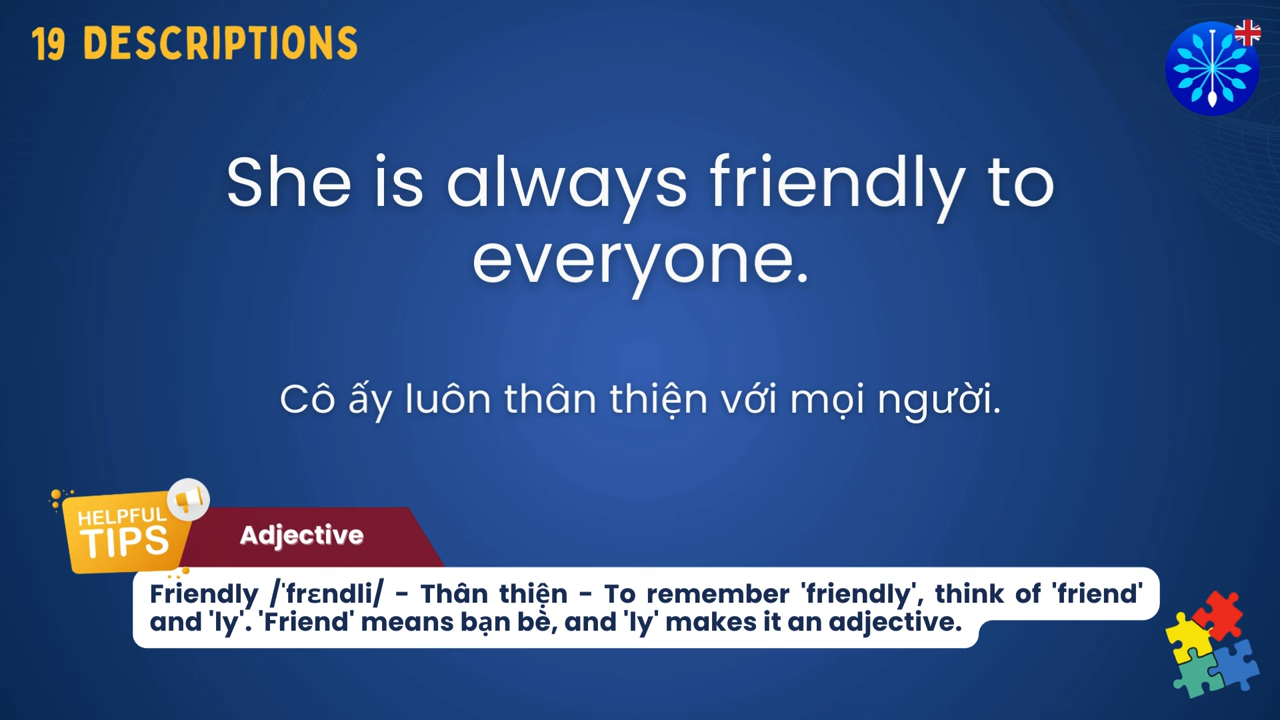 19 DESCRIPTIONS
She is always friendly to
everyone.
Cô ấy luôn thân thiện với mọi người.
HELPFUL
TIPS
Adjective
Friendly /ˈfrɛndli/ - Thân thiện - To remember 'friendly', think of 'friend'
and 'ly'. 'Friend' means bạn bè, and 'ly' makes it an adjective.